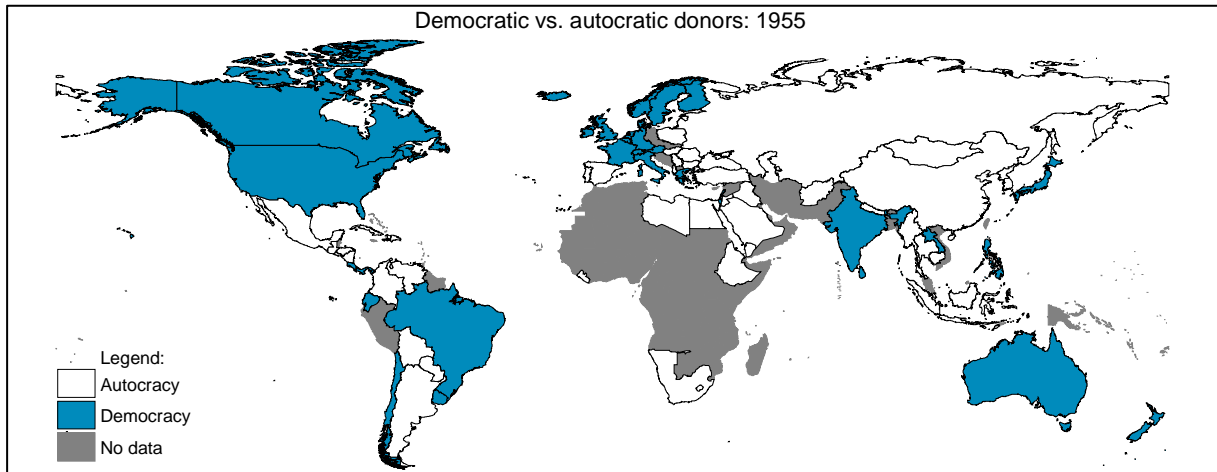 Democratic vs. autocratic donors: 1955
Legend:
Autocracy
Democracy
No data